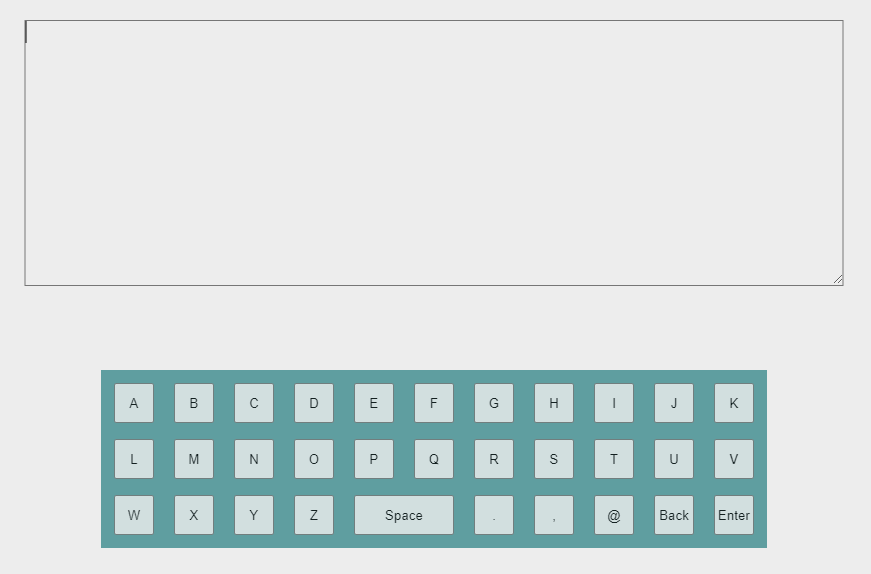 A B C D E F G H I J K
L M N O P Q R S T U V
W X Y Z Space . , @ Back Enter